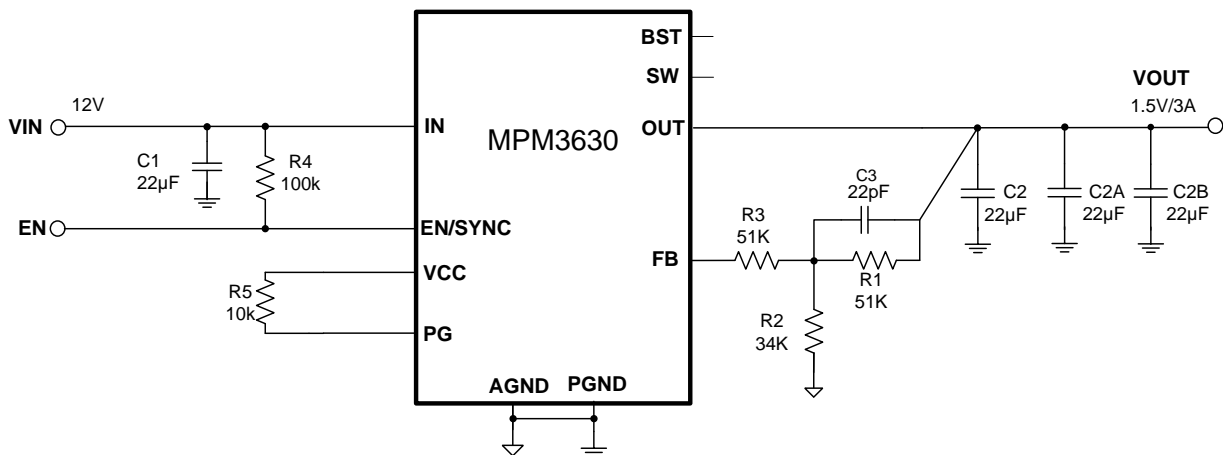 BST
SW
VOUT
1.5V/3A
12V
VIN
IN
MPM3630
OUT
C1
22µF
R4
100k
C3
22pF
C2
22µF
C2A
22µF
C2B
22µF
R3
51K
EN
EN/SYNC
FB
R1
51K
VCC
R5
10k
R2
34K
PG
AGND
PGND